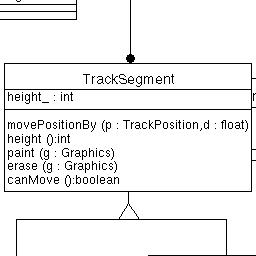 TrackSegment
height_ : int
movePositionBy (p : TrackPosition,d : float)
height ():int
paint (g : Graphics)
erase (g : Graphics)
canMove ():boolean